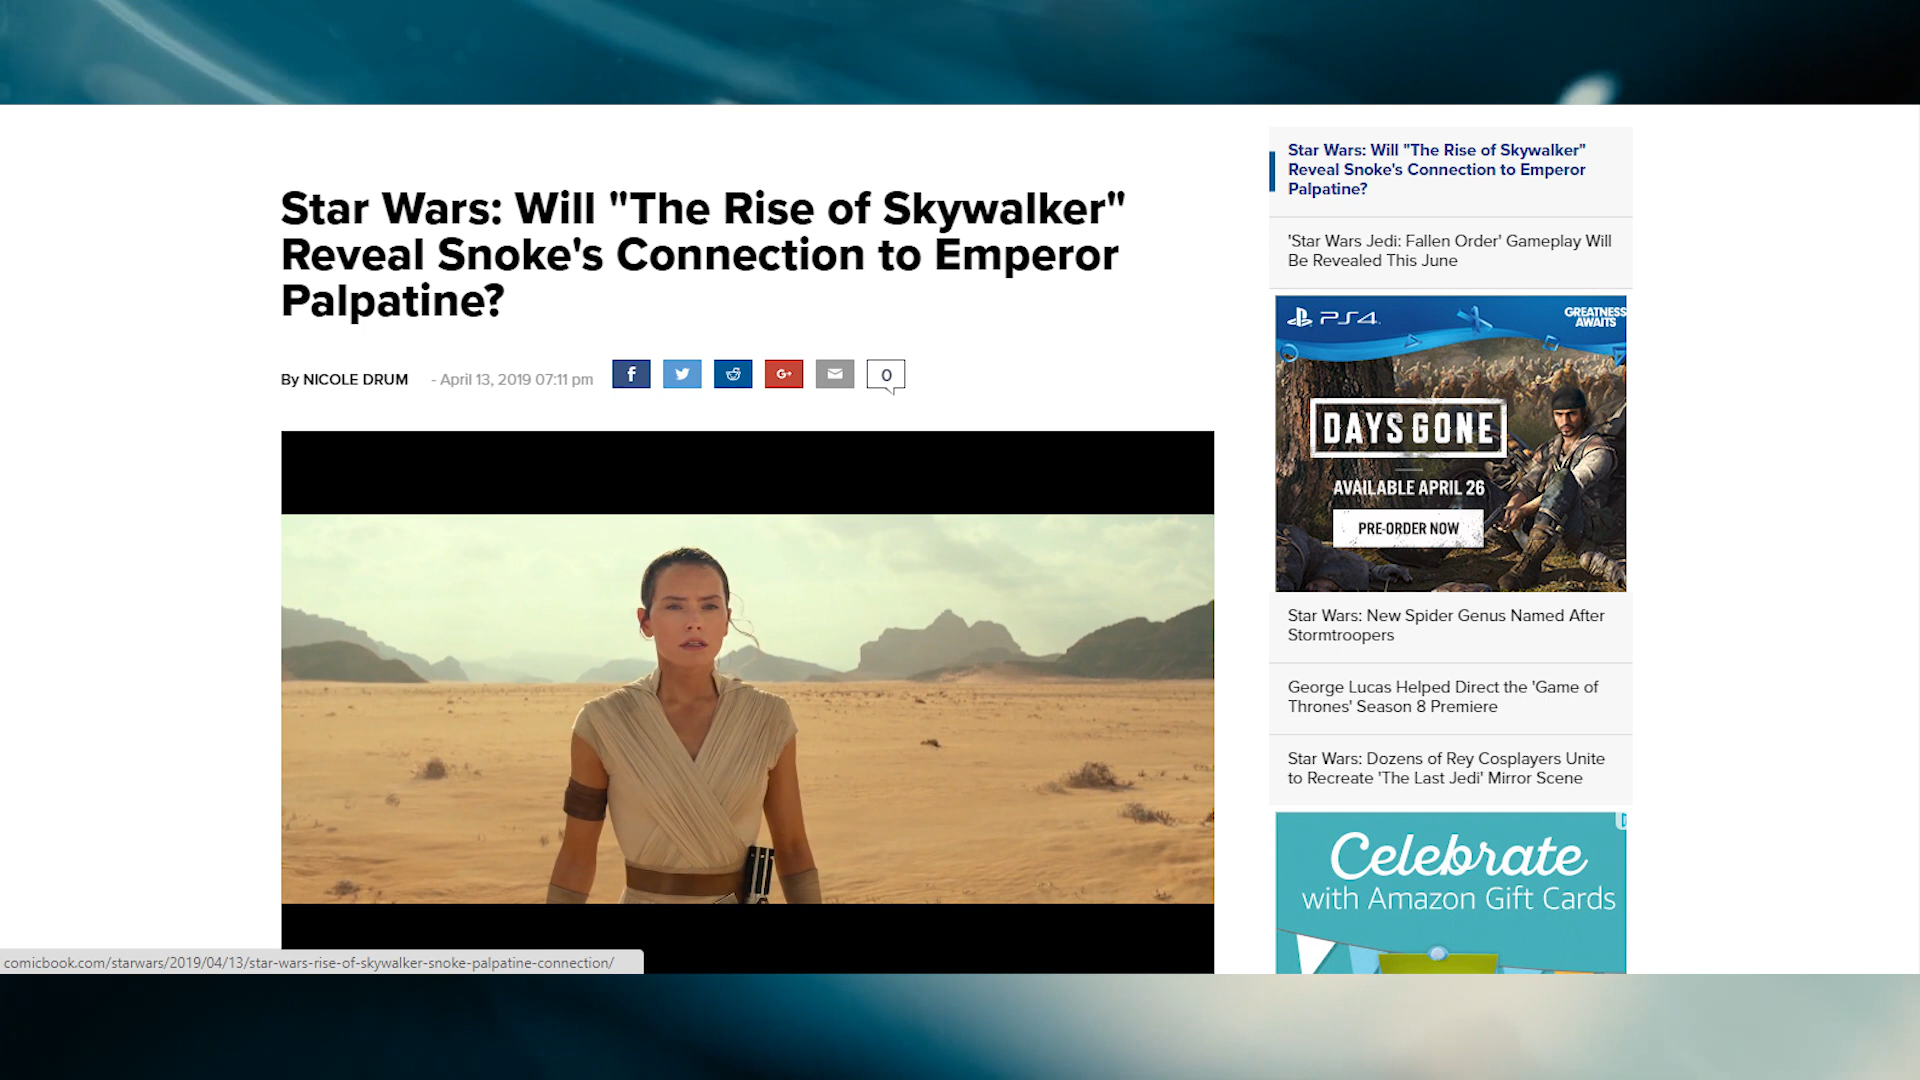 Star Wars: Will "The Rise of Skywalker"
Reveal Snoke's Connection to Emperor
Palpatine?
By NICOLE DRUM - April 13, 2019 07:11 pm
f
G+
0
comicbook.com/starwars/2019/04/13/star-wars-rise-of-skywalker-snoke-palpatine-connection/
Star Wars: Will "The Rise of Skywalker"
Reveal Snoke's Connection to Emperor
Palpatine?
'Star Wars Jedi: Fallen Order' Gameplay Will
Be Revealed This June
PS4
GREATNESS
AWAITS
DAYS GONE
AVAILABLE APRIL 26
PRE-ORDER NOW
Star Wars: New Spider Genus Named After
Stormtroopers
George Lucas Helped Direct the 'Game of
Thrones' Season 8 Premiere
Star Wars: Dozens of Rey Cosplayers Unite
to Recreate 'The Last Jedi' Mirror Scene
Celebrate
with Amazon Gift Cards